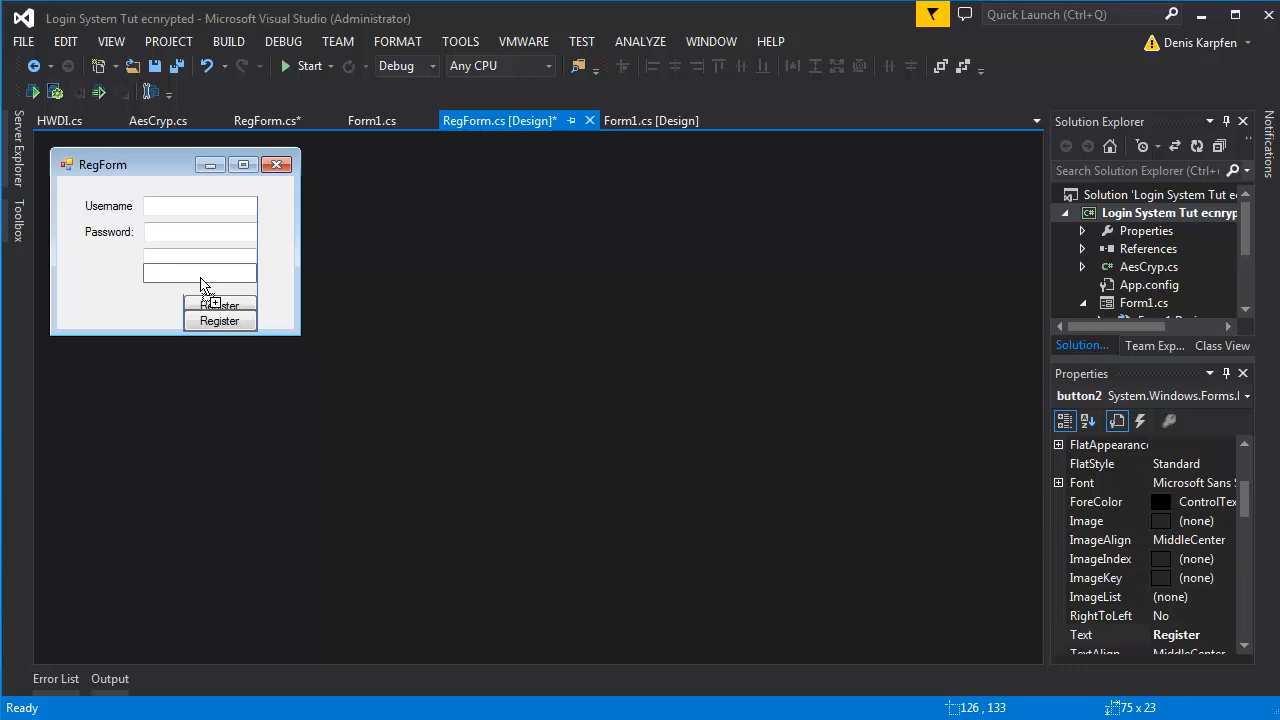 Login System Tut ecnrypted - Microsoft Visual Studio (Administrator)
Quick Launch (Ctrl+Q)
FILE EDIT VIEW PROJECT BUILD DEBUG TEAM FORMAT TOOLS VMWARE TEST ANALYZE WINDOW HELP
Denis Karpfen
Start Debug Any CPU
HWDI.cs AesCryp.cs RegForm.cs* Form1.cs RegForm.cs [Design]* Form1.cs [Design]
Server Explorer
Toolbox
RegForm
Username
Password:
Register
Register
Solution Explorer
Search Solution Explorer (Ctrl+
Solution 'Login System Tut e
Login System Tut ecnryp
Properties
References
AesCryp.cs
App.config
Form1.cs
Solution... Team Exp... Class View
Notifications
Properties
button2 System.Windows.Forms.
FlatAppearanc
FlatStyle Standard
Font Microsoft Sans
ForeColor ControlTex
Image (none)
ImageAlign MiddleCenter
ImageIndex (none)
ImageKey (none)
ImageList (none)
RightToLeft No
Text Register
TextAlign MiddleCenter
Error List Output
Ready
126 , 133
75 x 23